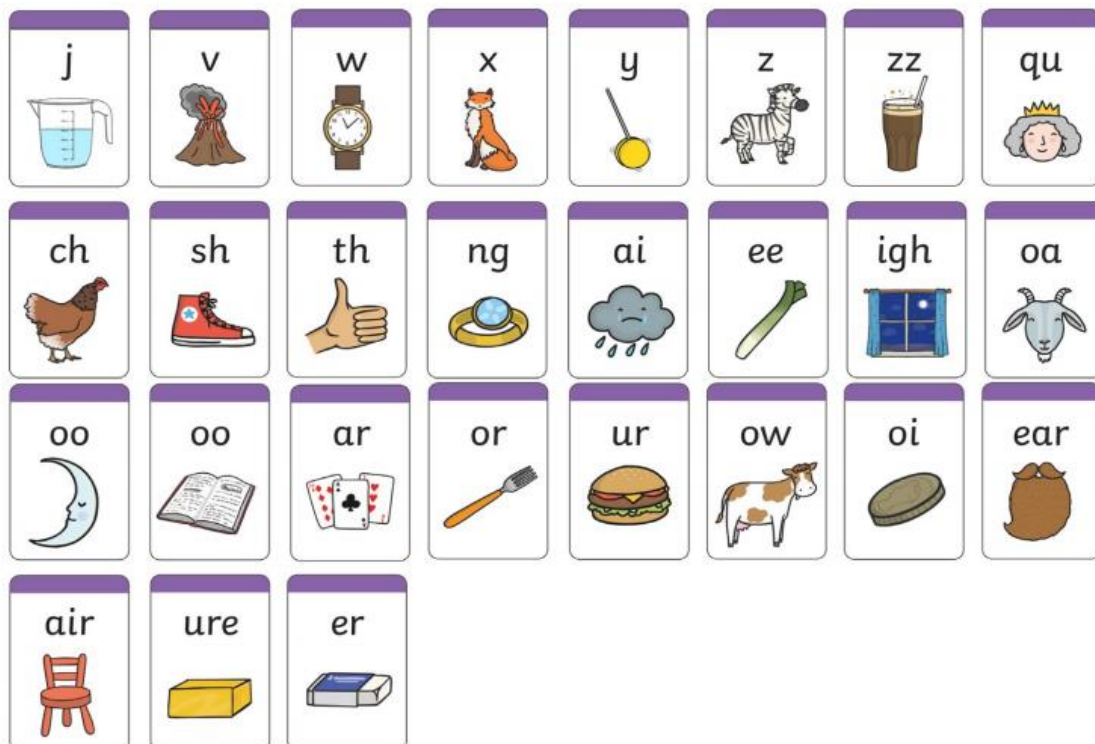 j v w x y z zz qu
ch sh th ng ai ee igh oa
oo oo ar or ur ow oi ear
air ure er